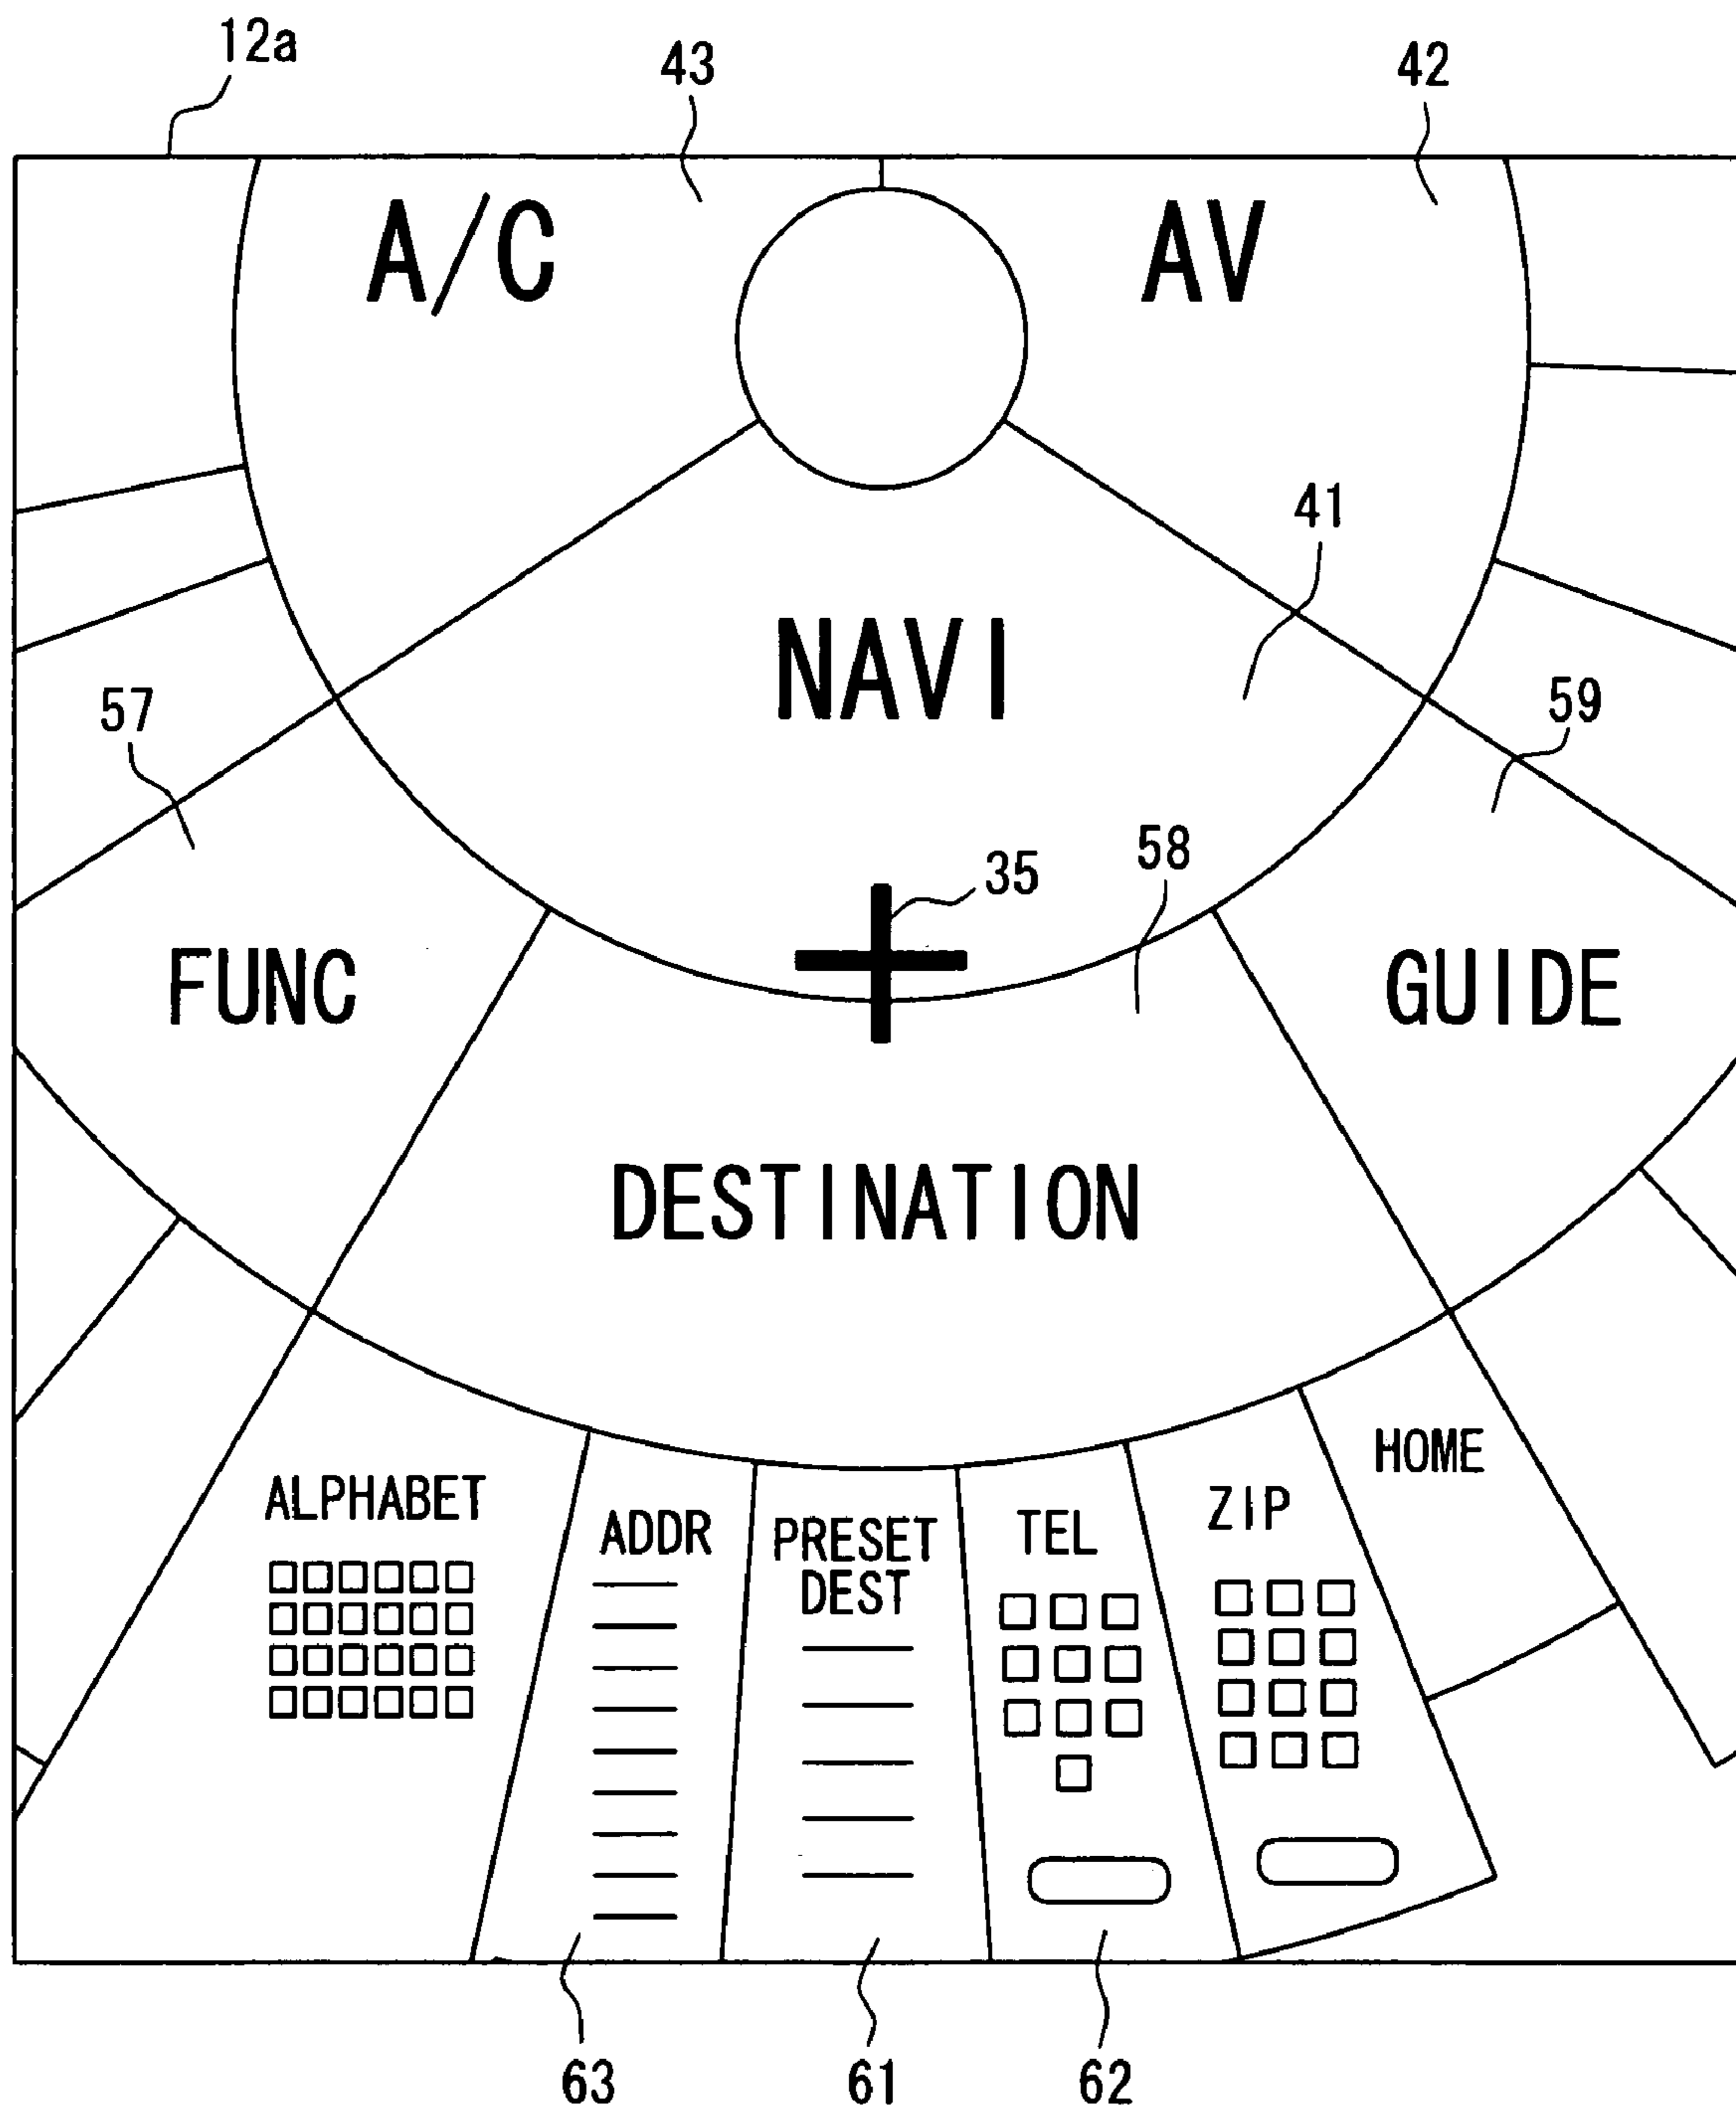 12a
43
42
A/C
AV
41
NAVI
57
59
58
35
FUNC
GUIDE
DESTINATION
HOME
ALPHABET
ZIP
ADDR
PRESET
DEST
TEL
63
61
62